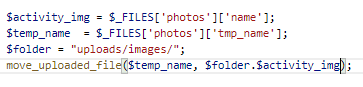 $activity_img = $_FILES['photos']['name'];
$temp_name  = $_FILES['photos']['tmp_name'];
$folder = "uploads/images/";
move_uploaded_file($temp_name, $folder.$activity_img);